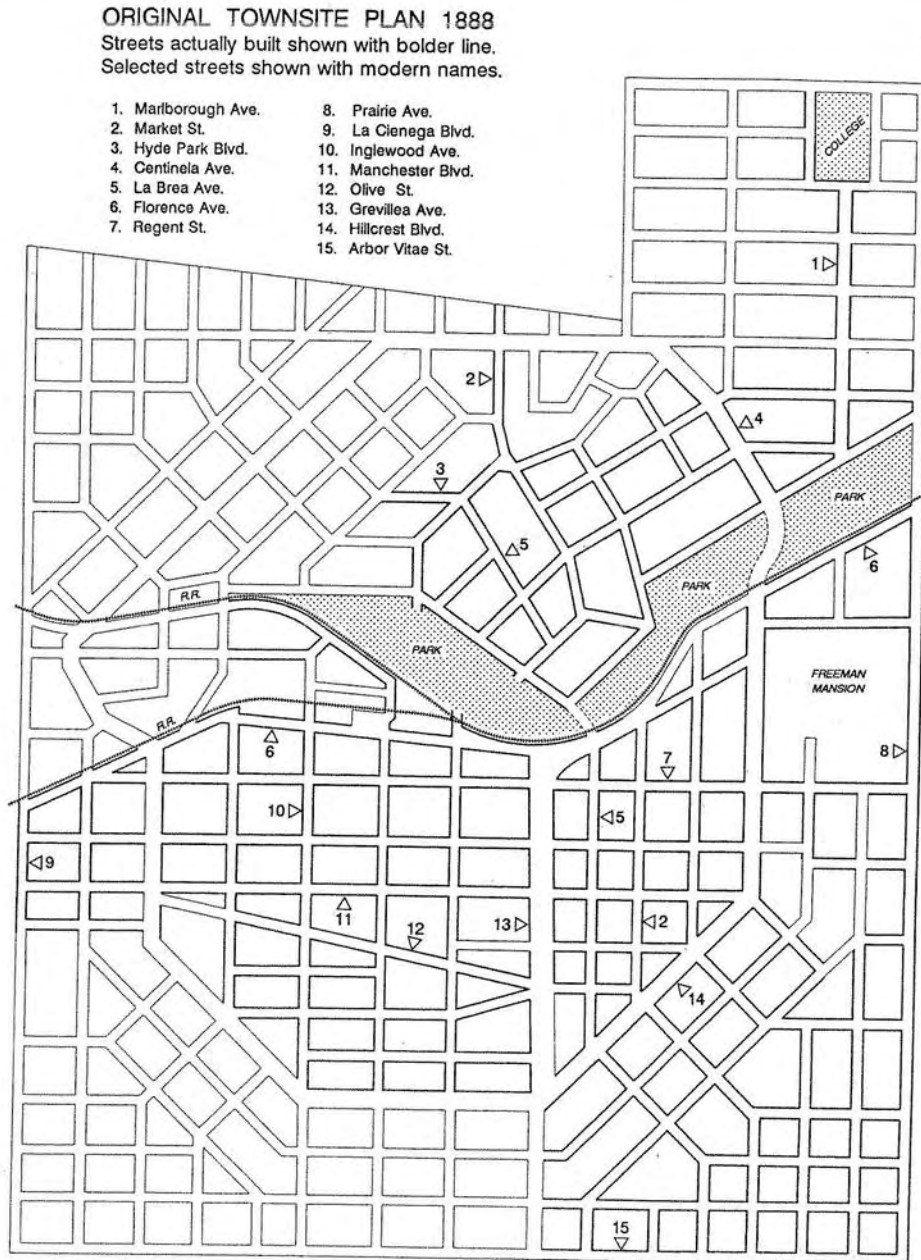 ORIGINAL TOWNSITE PLAN 1888
Streets actually built shown with bolder line.
Selected streets shown with modern names.
1. Marlborough Ave.
2. Market St.
3. Hyde Park Blvd.
4. Centinela Ave.
5. La Brea Ave.
6. Florence Ave.
7. Regent St.
8. Prairie Ave.
9. La Cienega Blvd.
10. Inglewood Ave.
11. Manchester Blvd.
12. Olive St.
13. Grevillea Ave.
14. Hillcrest Blvd.
15. Arbor Vitae St.
COLLEGE
1
2
4
3
PARK
5
6
PARK
R.R.
PARK
FREEMAN
MANSION
R.R.
6
7
8
10
5
9
11
12
13
2
14
15